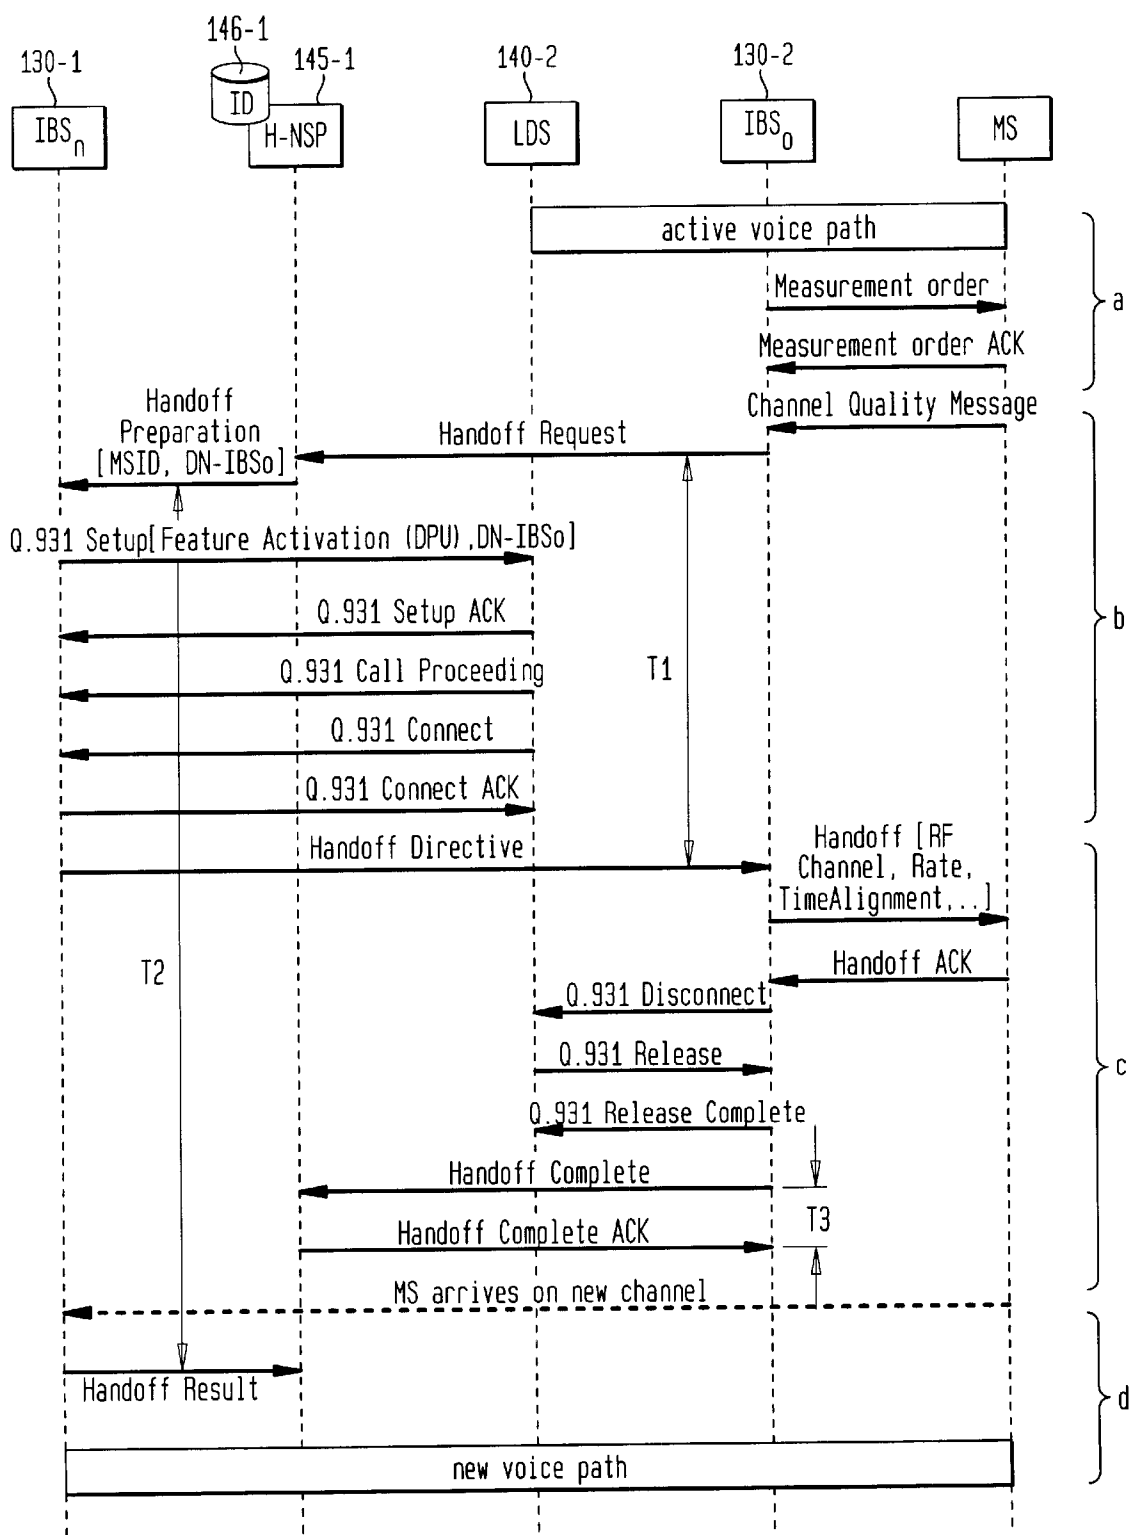 146-1
130-1
145-1
140-2
130-2
ID
IBSn
H-NSP
LDS
IBSo
MS
active voice path
Measurement order
a
Measurement order ACK
Handoff
Preparation
[MSID, DN-IBSo]
Channel Quality Message
Handoff Request
Q.931 Setup[Feature Activation (DPU),DN-IBSo]
Q.931 Setup ACK
b
Q.931 Call Proceeding
T1
Q.931 Connect
Q.931 Connect ACK
Handoff Directive
Handoff [RF
Channel, Rate,
TimeAlignment,...]
T2
Handoff ACK
Q.931 Disconnect
Q.931 Release
c
Q.931 Release Complete
Handoff Complete
T3
Handoff Complete ACK
MS arrives on new channel
Handoff Result
d
new voice path